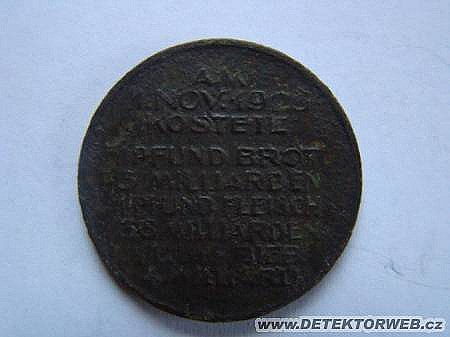 AM
1.NOV.1923
KOSTETE
1 PFUND BROT
3 MILLIARDEN
1 PFUND FLEISCH
36 MILLIARDEN
www.DETEKTORWEB.cz